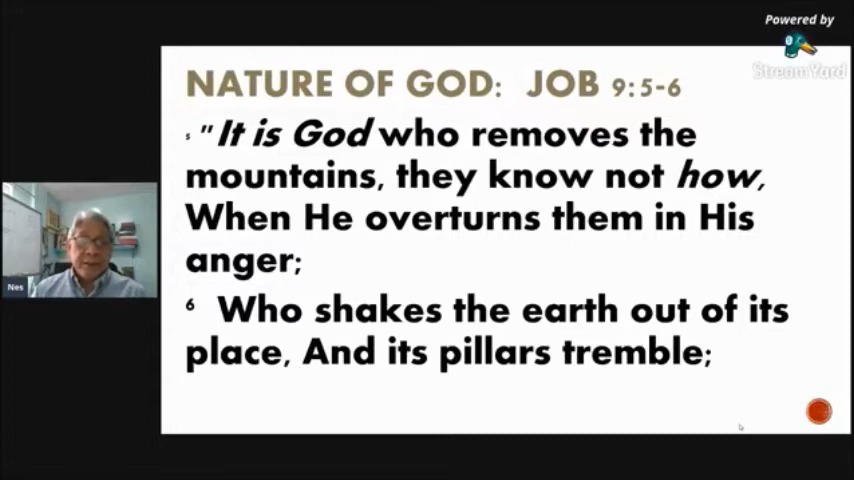 Powered by
StreamYard
NATURE OF GOD: JOB 9:5-6
5 "It is God who removes the
mountains, they know not how,
When He overturns them in His
anger;
6 Who shakes the earth out of its
place, And its pillars tremble;
Nes